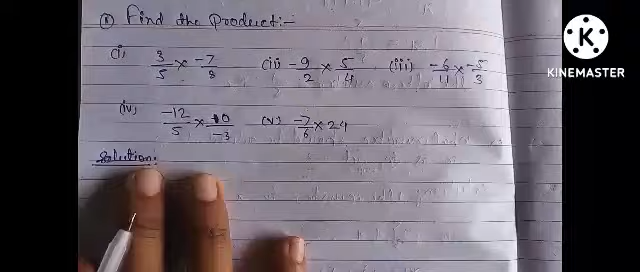 Find the Product:-
(i) 3/5 × -7/8 (ii) -9/2 × 5/4 (iii) -6/11 × -5/3
(iv) -12/5 × 10/-3 (v) -7/6 × 24
Solution:
KINEMASTER